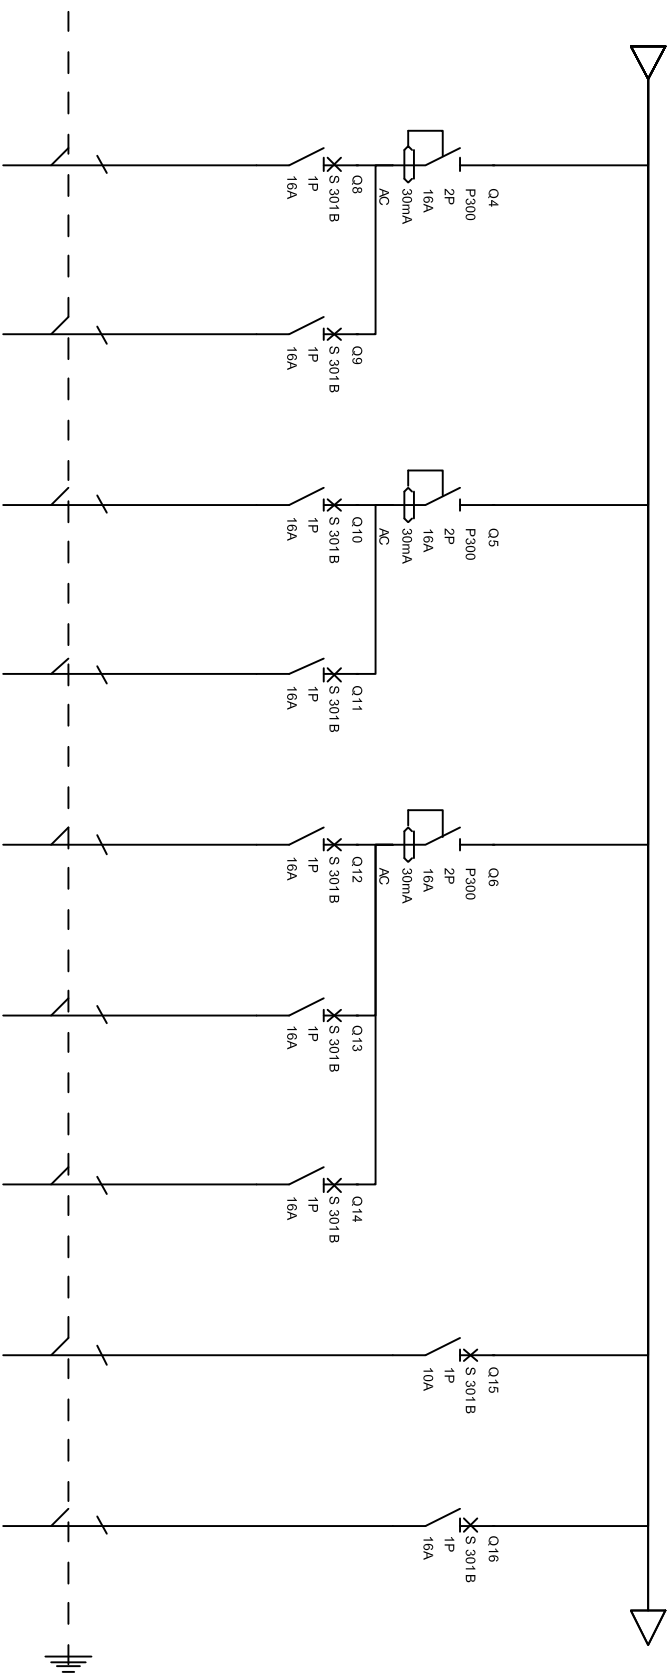 Q4
P300
2P
16A
30mA
AC
Q8
S 301B
1P
16A
Q9
S 301B
1P
16A
Q5
P300
2P
16A
30mA
AC
Q10
S 301B
1P
16A
Q11
S 301B
1P
16A
Q6
P300
2P
16A
30mA
AC
Q12
S 301B
1P
16A
Q13
S 301B
1P
16A
Q14
S 301B
1P
16A
Q15
S 301B
1P
10A
Q16
S 301B
1P
16A